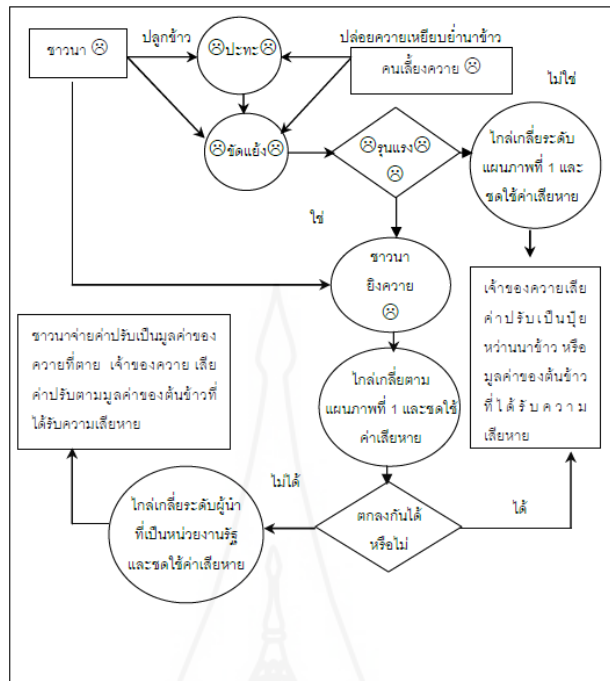 ปลูกข้าว
ปล่อยควายเหยียบย่ำนาข้าว
ชาวนา ☹
☹ปะทะ☹
คนเลี้ยงควาย ☹
ไม่ใช่
☹ขัดแย้ง☹
☹รุนแรง☹
☹
ไกล่เกลี่ยระดับ
แผนภาพที่ 1 และ
ชดใช้ค่าเสียหาย
ใช่
ชาวนา
ยิงควาย
☹
เจ้าของควายเสีย
ค่าปรับเป็นปุ๋ย
หว่านนาข้าว หรือ
มูลค่าของต้นข้าว
ที่ได้รับความ
เสียหาย
ชาวนาจ่ายค่าปรับเป็นมูลค่าของ
ควายที่ตาย เจ้าของควาย เสีย
ค่าปรับตามมูลค่าของต้นข้าวที่
ได้รับความเสียหาย
ไกล่เกลี่ยตาม
แผนภาพที่ 1 และชดใช้
ค่าเสียหาย
ไม่ได้
ไกล่เกลี่ยระดับผู้นำ
ที่เป็นหน่วยงานรัฐ
และชดใช้ค่าเสียหาย
ตกลงกันได้
หรือไม่
ได้